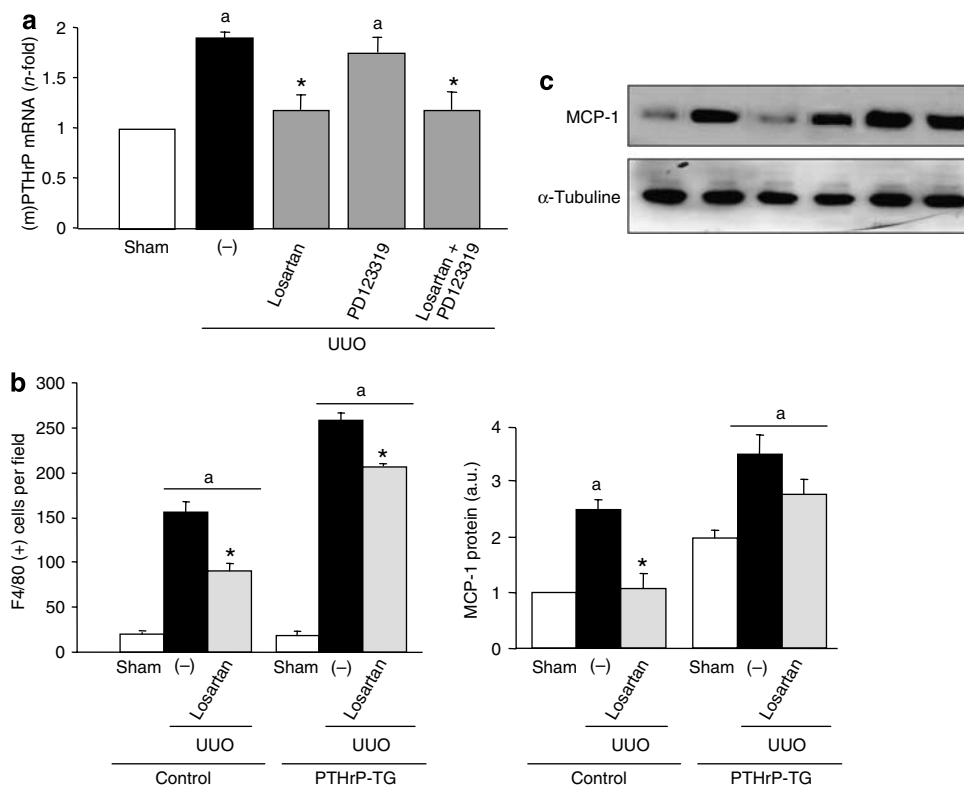 a
(m)PTHrP mRNA (n-fold)
2
1.5
1
0.5
0
a
*
a
*
Sham
(–)
Losartan
PD123319
Losartan +
PD123319
UUO
c
MCP-1
α-Tubuline
b
F4/80 (+) cells per field
300
250
200
150
100
50
0
a
*
a
*
Sham
(–)
Losartan
Sham
(–)
Losartan
UUO
UUO
Control
PTHrP-TG
MCP-1 protein (a.u.)
4
3
2
1
0
a
*
a
Sham
(–)
Losartan
Sham
(–)
Losartan
UUO
UUO
Control
PTHrP-TG